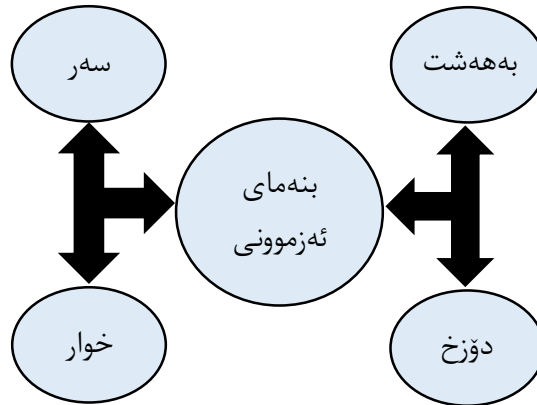 بەهەشت
سەر
بنەمای
ئەزموونی
دۆزخ
خوار